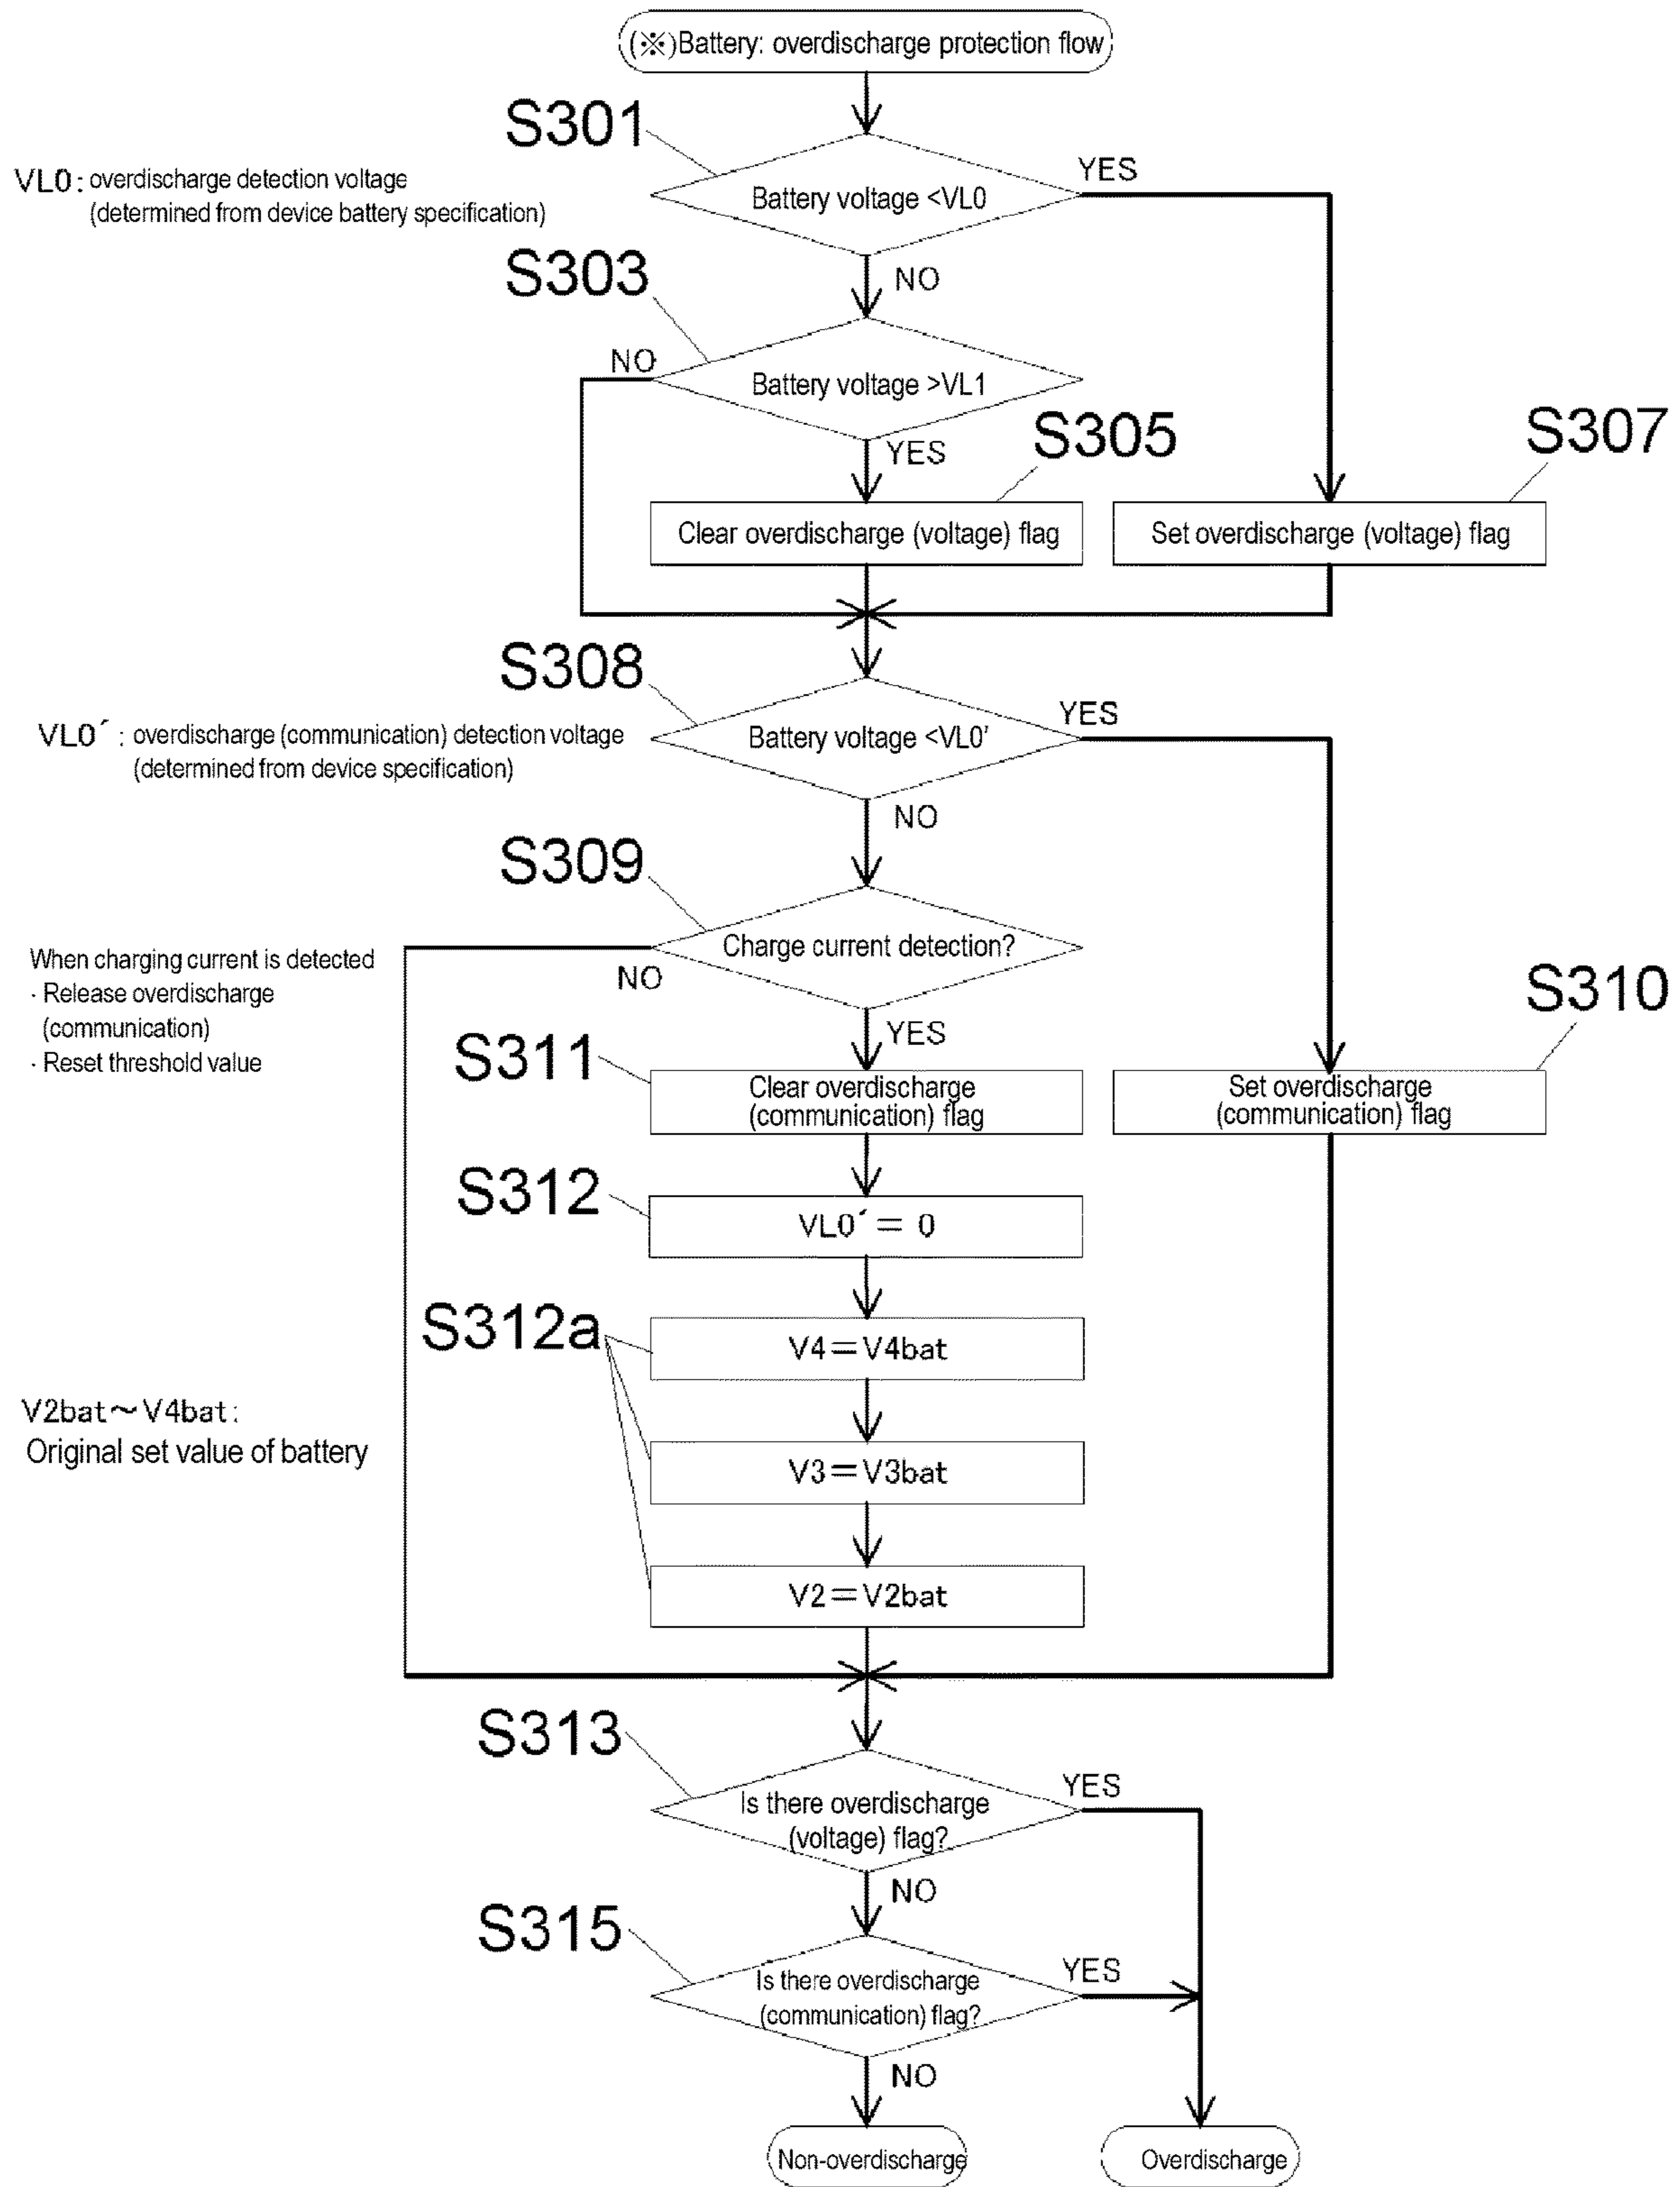 (※)Battery: overdischarge protection flow
S301
VL0: overdischarge detection voltage
(determined from device battery specification)
Battery voltage <VL0
YES
NO
S303
NO
Battery voltage >VL1
YES
S305
S307
Clear overdischarge (voltage) flag
Set overdischarge (voltage) flag
S308
VL0´: overdischarge (communication) detection voltage
(determined from device specification)
Battery voltage <VL0'
YES
NO
S309
Charge current detection?
NO
YES
When charging current is detected
· Release overdischarge
(communication)
· Reset threshold value
S310
S311
Clear overdischarge
(communication) flag
Set overdischarge
(communication) flag
S312
VL0´= 0
S312a
V4=V4bat
V3=V3bat
V2bat~V4bat:
Original set value of battery
V2=V2bat
S313
Is there overdischarge
(voltage) flag?
YES
NO
S315
Is there overdischarge
(communication) flag?
YES
NO
Non-overdischarge
Overdischarge